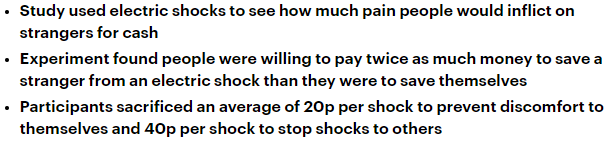 • Study used electric shocks to see how much pain people would inflict on
strangers for cash
• Experiment found people were willing to pay twice as much money to save a
stranger from an electric shock than they were to save themselves
• Participants sacrificed an average of 20p per shock to prevent discomfort to
themselves and 40p per shock to stop shocks to others